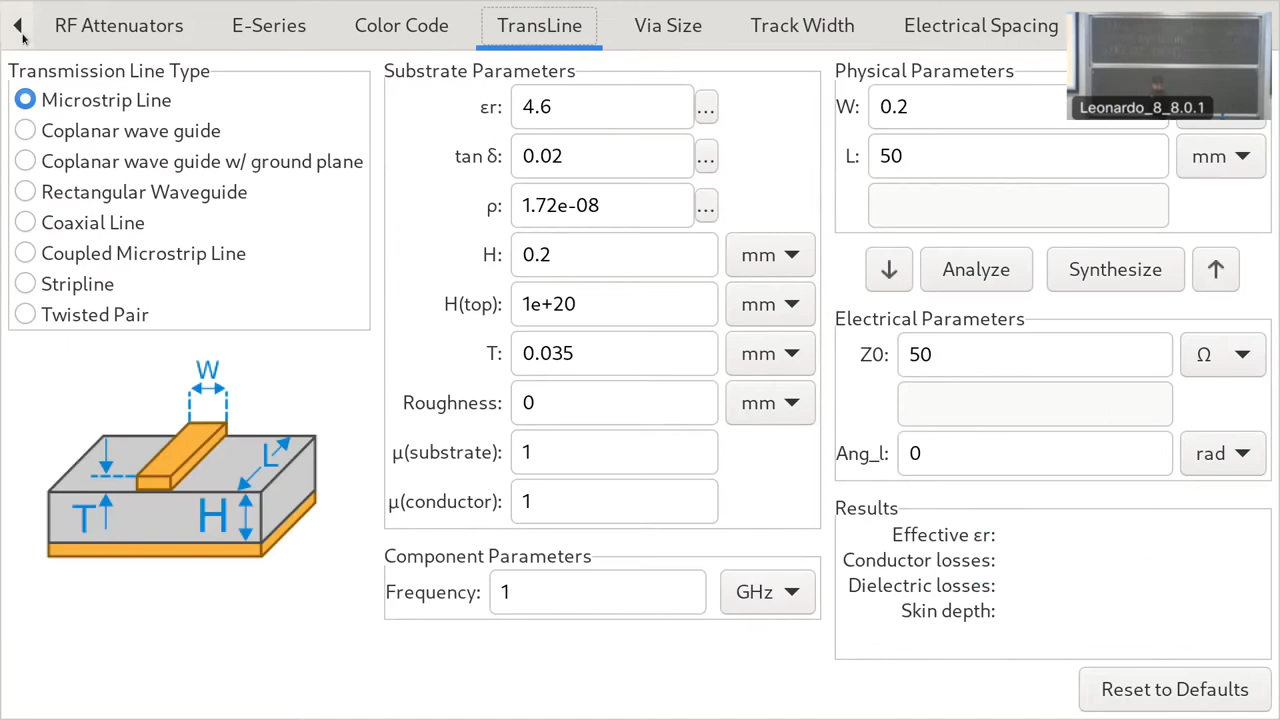 RF Attenuators E-Series Color Code TransLine Via Size Track Width Electrical Spacing
Leonardo_8_8.0.1
Transmission Line Type
Microstrip Line
Coplanar wave guide
Coplanar wave guide w/ ground plane
Rectangular Waveguide
Coaxial Line
Coupled Microstrip Line
Stripline
Twisted Pair
W
L
T
H
Substrate Parameters
εr: 4.6 ...
tan δ: 0.02 ...
ρ: 1.72e-08 ...
H: 0.2 mm
H(top): 1e+20 mm
T: 0.035 mm
Roughness: 0 mm
μ(substrate): 1
μ(conductor): 1
Component Parameters
Frequency: 1 GHz
Physical Parameters
W: 0.2
L: 50 mm
Analyze Synthesize
Electrical Parameters
Z0: 50 Ω
Ang_l: 0 rad
Results
Effective εr:
Conductor losses:
Dielectric losses:
Skin depth:
Reset to Defaults